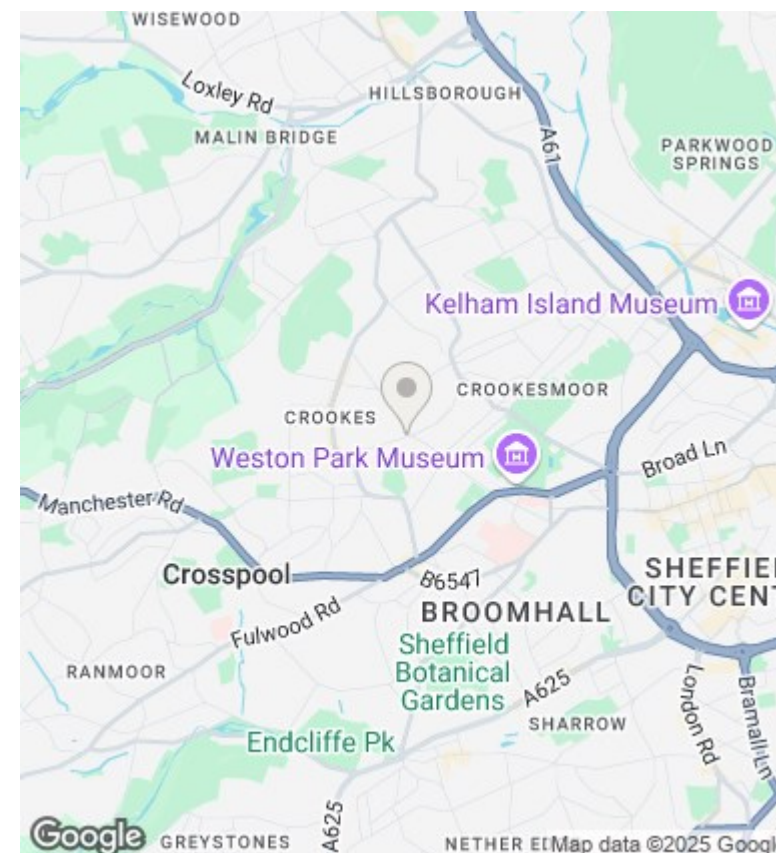 WISEWOOD
Loxley Rd
HILLSBOROUGH
MALIN BRIDGE
A61
PARKWOOD
SPRINGS
Kelham Island Museum
CROOKESMOOR
CROOKES
Weston Park Museum
Broad Ln
Manchester Rd
Crosspool
B6547
SHEFFIE
CITY CENT
BROOMHALL
Fulwood Rd
Sheffield
Botanical
Gardens
RANMOOR
A625
London Rd
Bramall Ln
SHARROW
Endcliffe Pk
A625
Google
GREYSTONES
NETHER ED
Map data ©2025 Googl